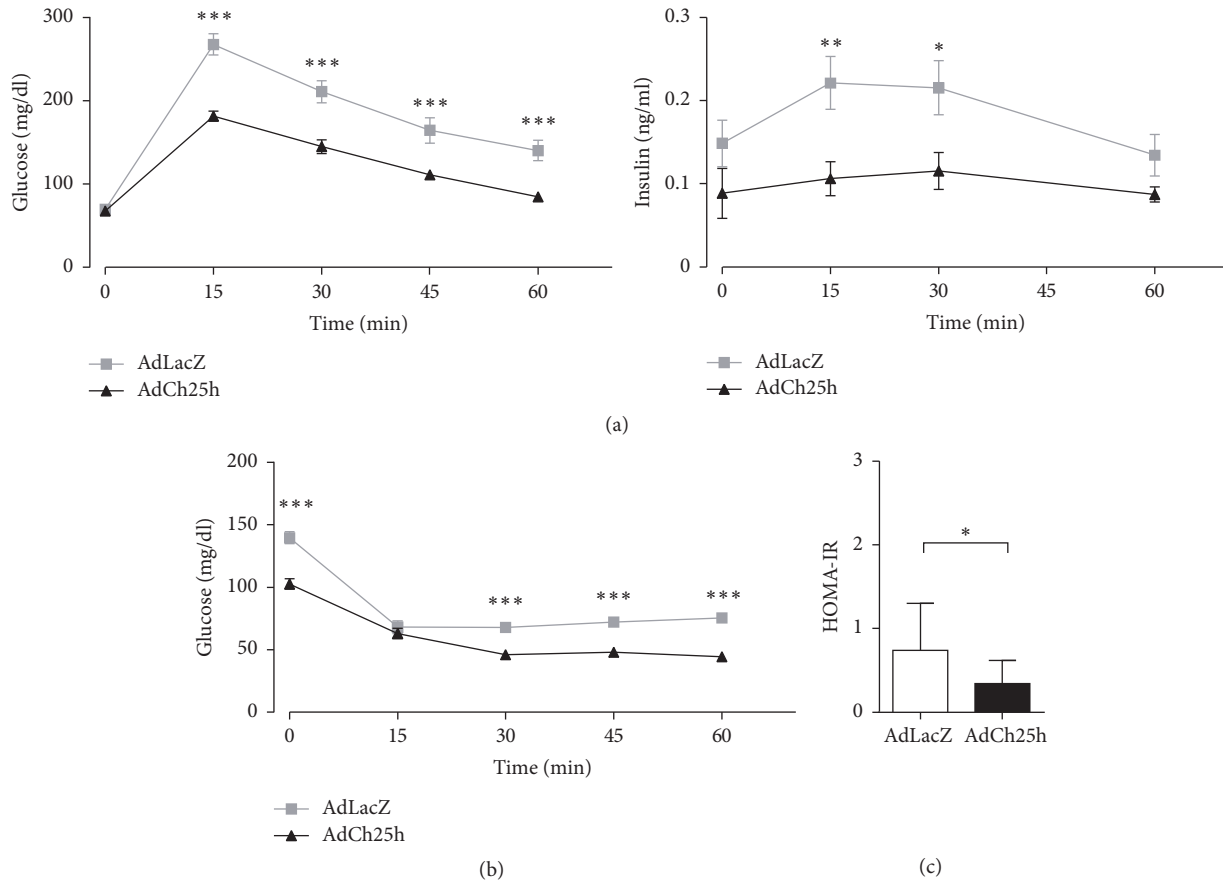 300
200
100
0
Glucose (mg/dl)
***
***
***
***
0 15 30 45 60
Time (min)
AdLacZ
AdCh25h
0.3
0.2
0.1
0
Insulin (ng/ml)
**
*
0 15 30 45 60
Time (min)
AdLacZ
AdCh25h
(a)
200
150
100
50
0
Glucose (mg/dl)
***
***
***
***
0 15 30 45 60
Time (min)
AdLacZ
AdCh25h
(b)
3
2
1
0
HOMA-IR
*
AdLacZ AdCh25h
(c)